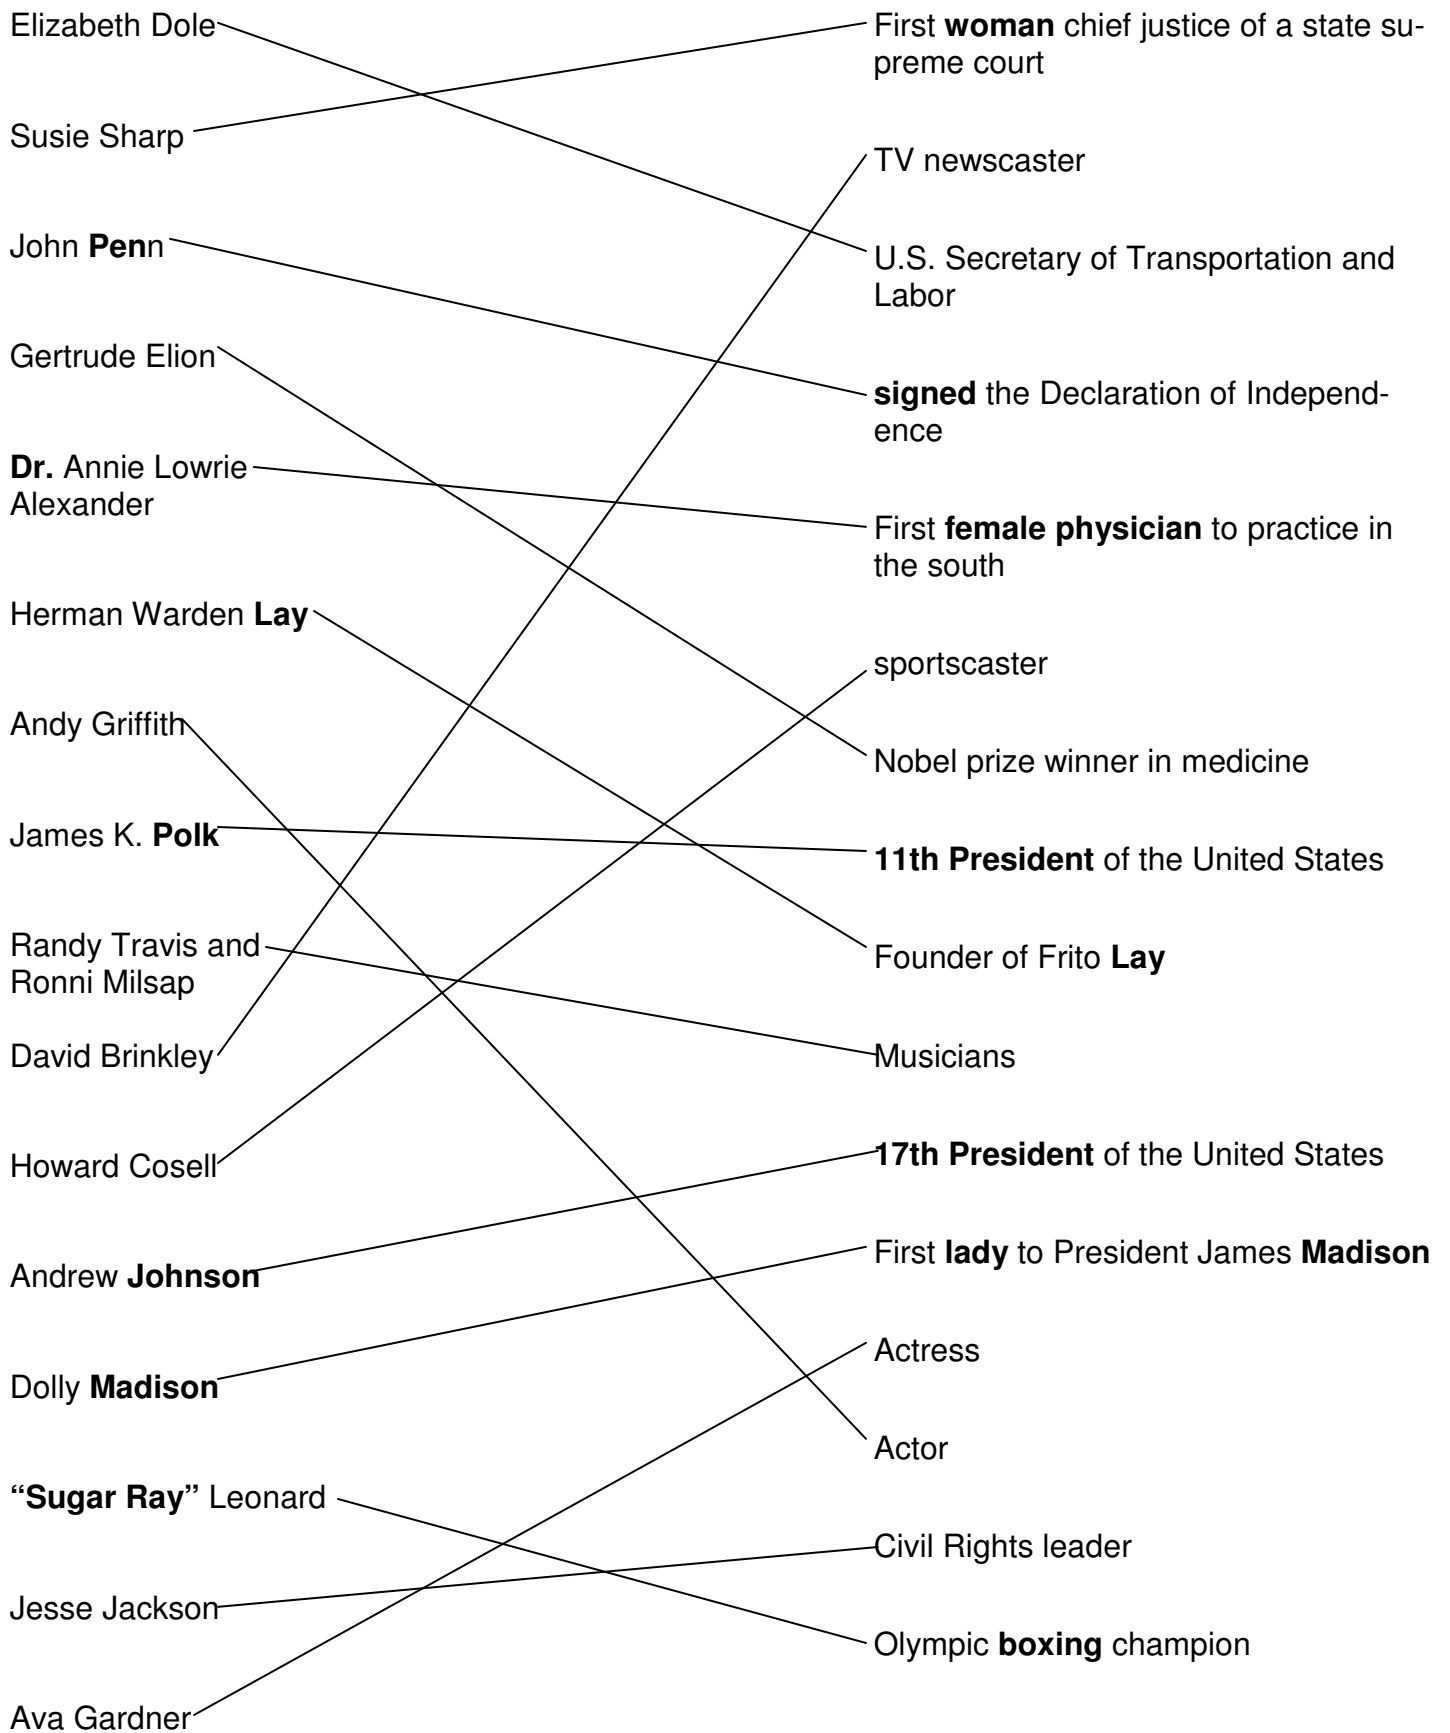 Elizabeth Dole
Susie Sharp
John Penn
Gertrude Elion
Dr. Annie Lowrie
Alexander
Herman Warden Lay
Andy Griffith
James K. Polk
Randy Travis and
Ronni Milsap
David Brinkley
Howard Cosell
Andrew Johnson
Dolly Madison
“Sugar Ray” Leonard
Jesse Jackson
Ava Gardner
First woman chief justice of a state su-
preme court
TV newscaster
U.S. Secretary of Transportation and
Labor
signed the Declaration of Independ-
ence
First female physician to practice in
the south
sportscaster
Nobel prize winner in medicine
11th President of the United States
Founder of Frito Lay
Musicians
17th President of the United States
First lady to President James Madison
Actress
Actor
Civil Rights leader
Olympic boxing champion